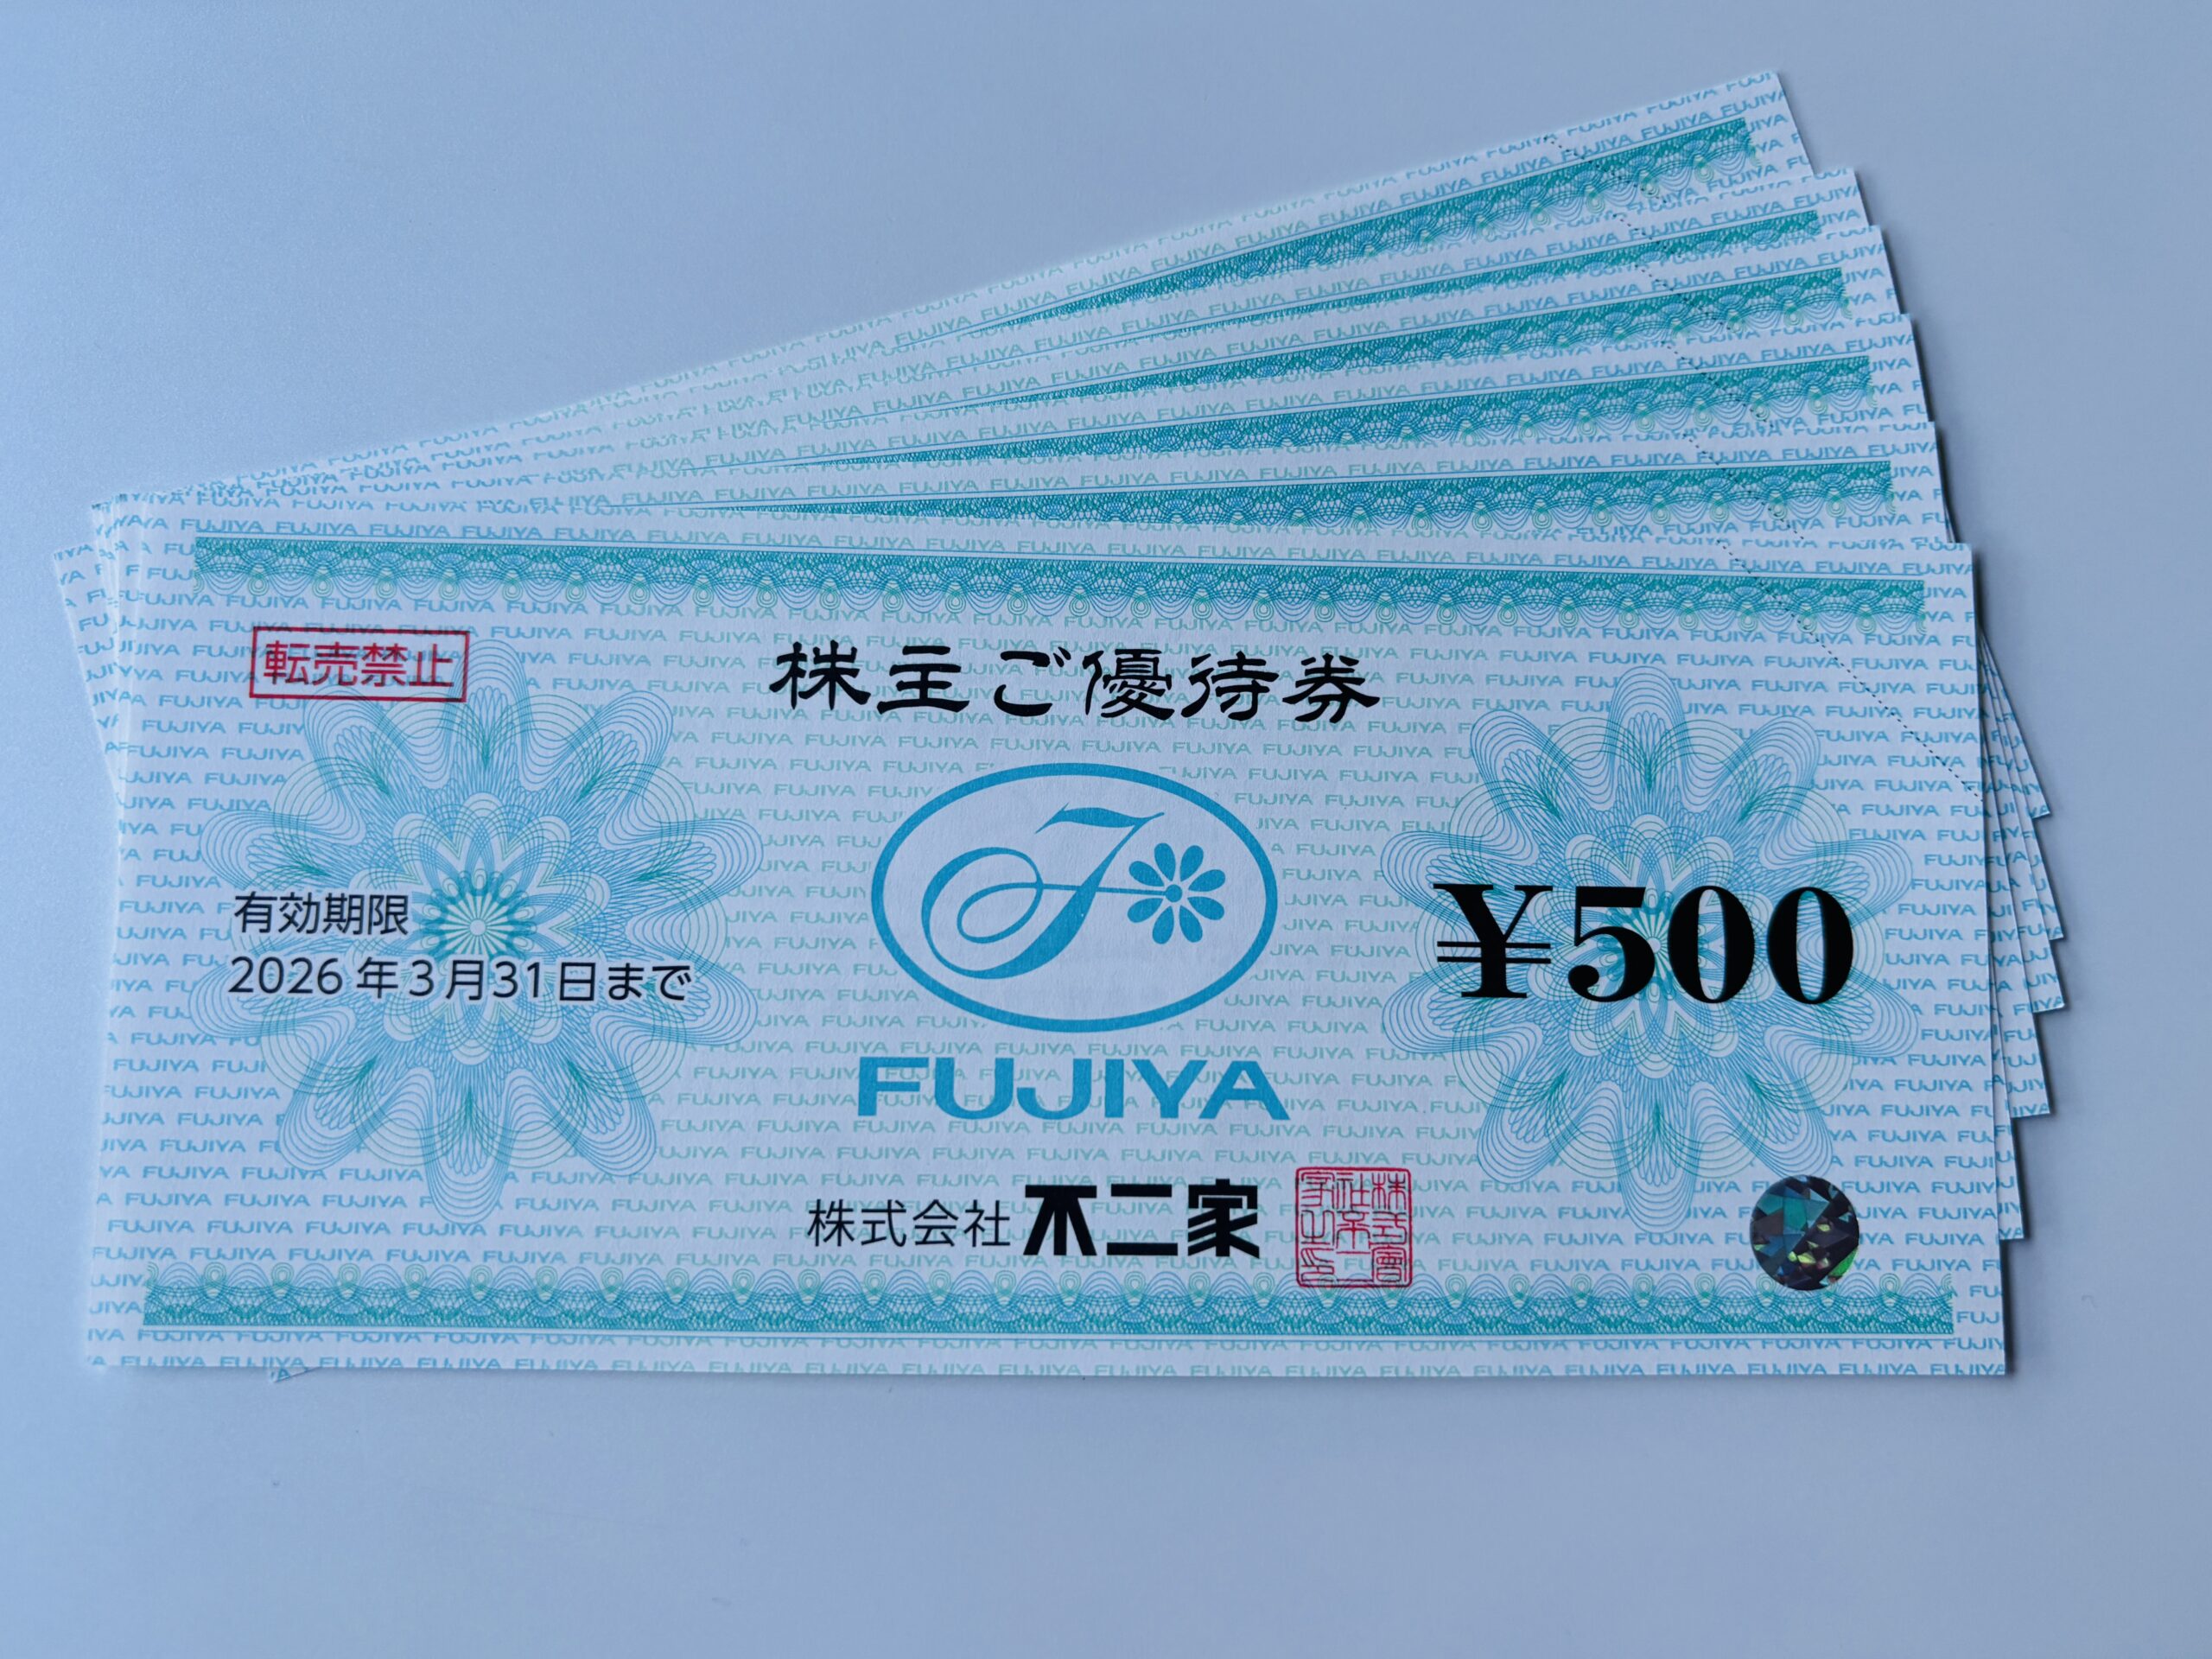 転売禁止
株主ご優待券
有効期限
2026年3月31日まで
¥500
FUJIYA
株式会社 不二家